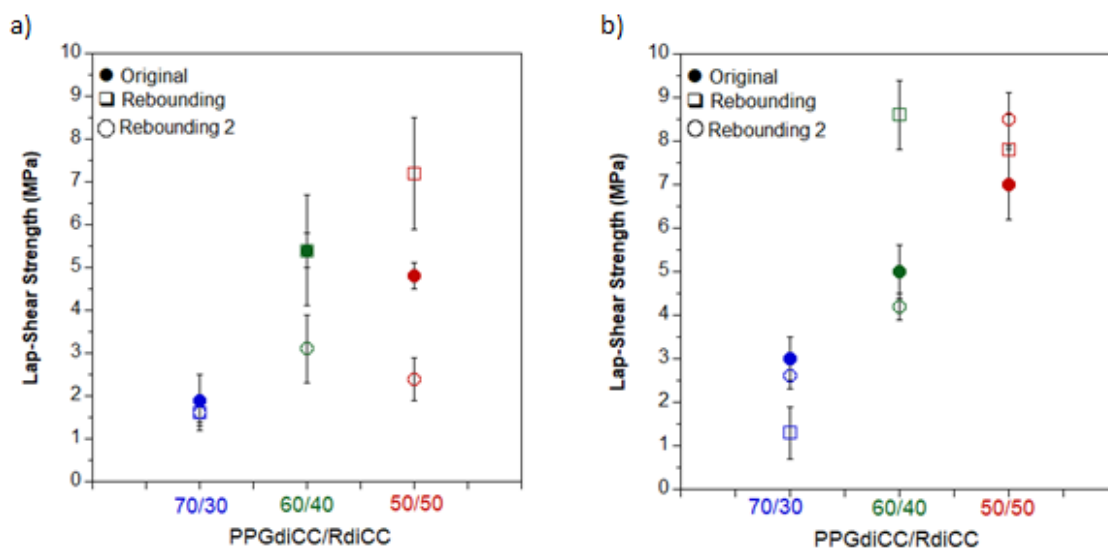 a)
Lap-Shear Strength (MPa)
10
9
8
7
6
5
4
3
2
1
0
Original
Rebounding
Rebounding 2
70/30 60/40 50/50
PPGdiCC/RdiCC
b)
Lap-Shear Strength (MPa)
10
9
8
7
6
5
4
3
2
1
0
Original
Rebounding
Rebounding 2
70/30 60/40 50/50
PPGdiCC/RdiCC